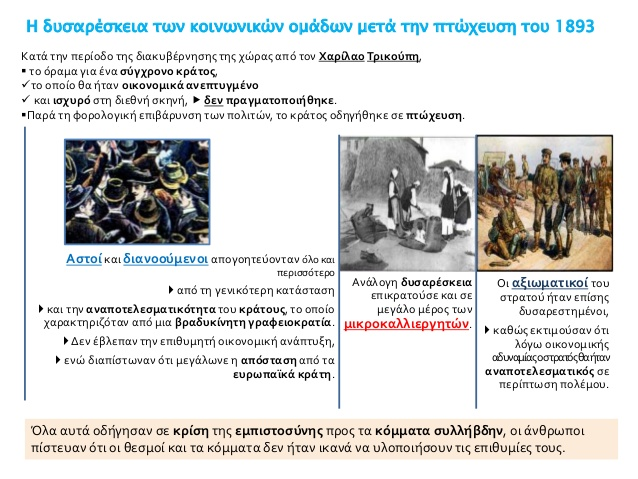 Η δυσαρέσκεια των κοινωνικών ομάδων μετά την πτώχευση του 1893
Κατά την περίοδο της διακυβέρνησης της χώρας από τον Χαρίλαο Τρικούπη,
▪ το όραμα για ένα σύγχρονο κράτος,
✓το οποίο θα ήταν οικονομικά ανεπτυγμένο
✓ και ισχυρό στη διεθνή σκηνή, ▶ δεν πραγματοποιήθηκε.
▪Παρά τη φορολογική επιβάρυνση των πολιτών, το κράτος οδηγήθηκε σε πτώχευση.
Αστοί και διανοούμενοι απογοητεύονταν όλο και
περισσότερο
▶ από τη γενικότερη κατάσταση
▶ και την αναποτελεσματικότητα του κράτους, το οποίο
χαρακτηριζόταν από μια βραδυκίνητη γραφειοκρατία.
▶ Δεν έβλεπαν την επιθυμητή οικονομική ανάπτυξη,
▶ ενώ διαπίστωναν ότι μεγάλωνε η απόσταση από τα
ευρωπαϊκά κράτη.
Ανάλογη δυσαρέσκεια
επικρατούσε και σε
μεγάλο μέρος των
μικροκαλλιεργητών.
Οι αξιωματικοί του
στρατού ήταν επίσης
δυσαρεστημένοι,
▶ καθώς εκτιμούσαν ότι
λόγω οικονομικής
αδυναμίας ο στρατός θα ήταν
αναποτελεσματικός σε
περίπτωση πολέμου.
Όλα αυτά οδήγησαν σε κρίση της εμπιστοσύνης προς τα κόμματα συλλήβδην, οι άνθρωποι
πίστευαν ότι οι θεσμοί και τα κόμματα δεν ήταν ικανά να υλοποιήσουν τις επιθυμίες τους.